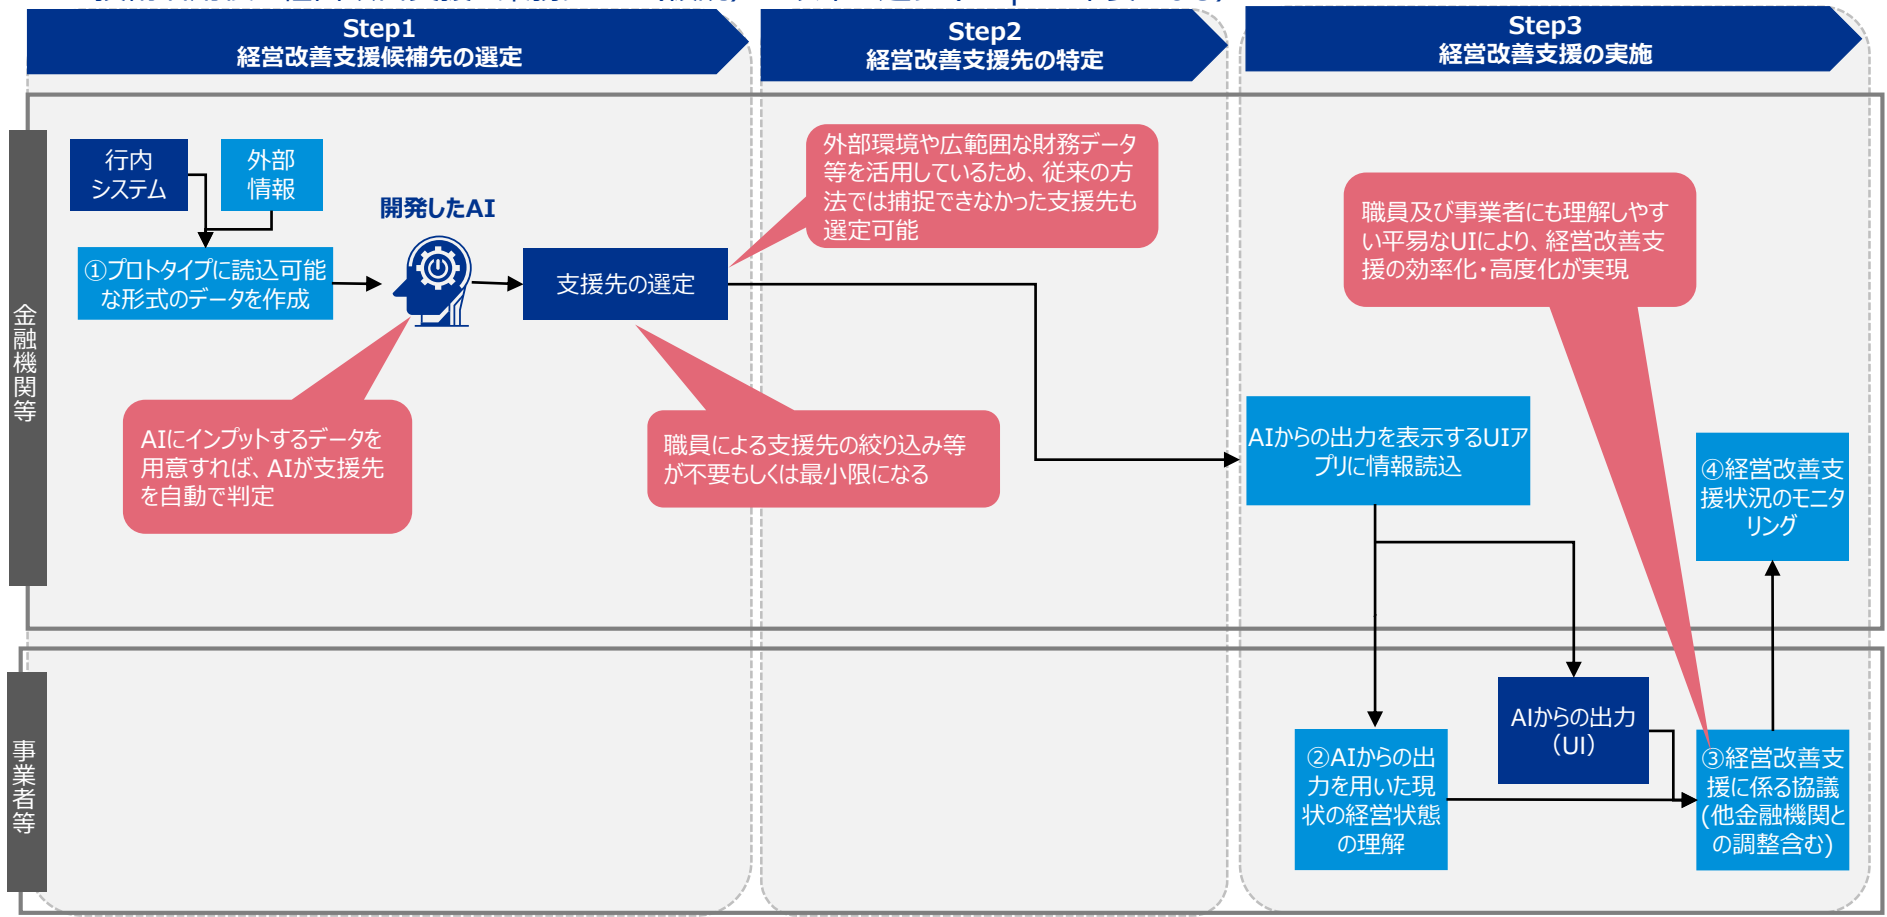 Step1
経営改善支援候補先の選定
Step2
経営改善支援先の特定
Step3
経営改善支援の実施
金融機関等
行内
システム
外部
情報
①プロトタイプに読込可能
な形式のデータを作成
開発したAI
支援先の選定
外部環境や広範囲な財務データ
等を活用しているため、従来の方
法では捕捉できなかった支援先も
選定可能
AIにインプットするデータを
用意すれば、AIが支援先
を自動で判定
職員による支援先の絞り込み等
が不要もしくは最小限になる
職員及び事業者にも理解しやす
い平易なUIにより、経営改善支
援の効率化・高度化が実現
AIからの出力を表示するUIア
プリに情報読込
④経営改善支
援状況のモニタ
リング
事業者等
②AIからの出
力を用いた現
状の経営状態
の理解
AIからの出力
（UI）
③経営改善支
援に係る協議
(他金融機関と
の調整含む)